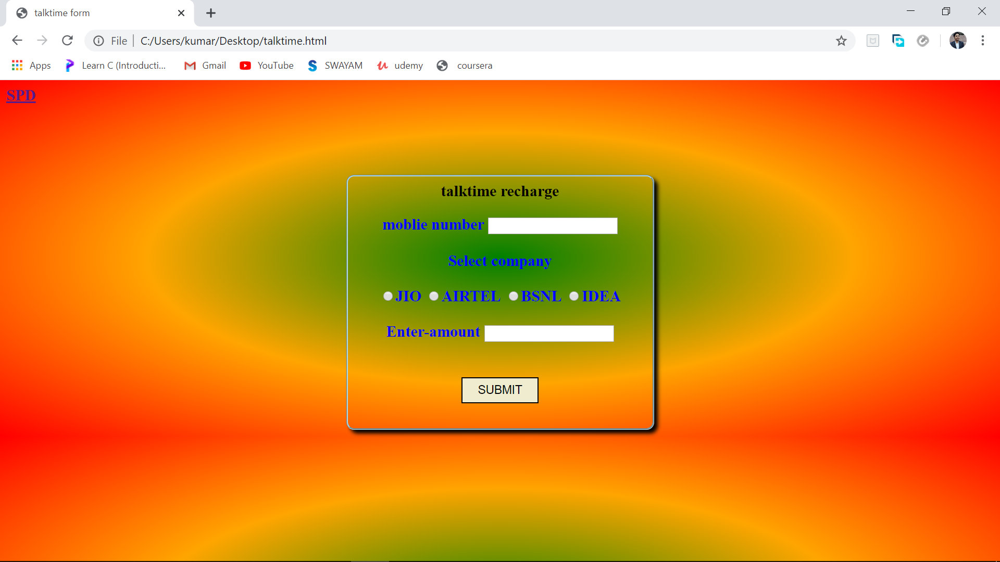 talktime form
File C:/Users/kumar/Desktop/talktime.html
Apps Learn C (Introducti... Gmail YouTube SWAYAM udemy coursera
SPD
talktime recharge
moblie number
Select company
JIO AIRTEL BSNL IDEA
Enter-amount
SUBMIT